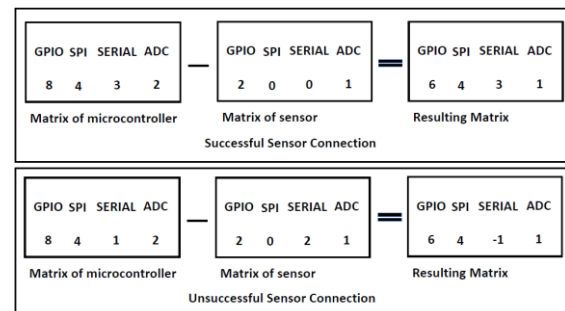 GPIO SPI SERIAL ADC GPIO SPI SERIAL ADC GPIO SPI SERIAL ADC
8 4 3 2 — 2 0 0 1 = 6 4 3 1
Matrix of microcontroller Matrix of sensor Resulting Matrix
Successful Sensor Connection
GPIO SPI SERIAL ADC GPIO SPI SERIAL ADC GPIO SPI SERIAL ADC
8 4 1 2 — 2 0 2 1 = 6 4 -1 1
Matrix of microcontroller Matrix of sensor Resulting Matrix
Unsuccessful Sensor Connection